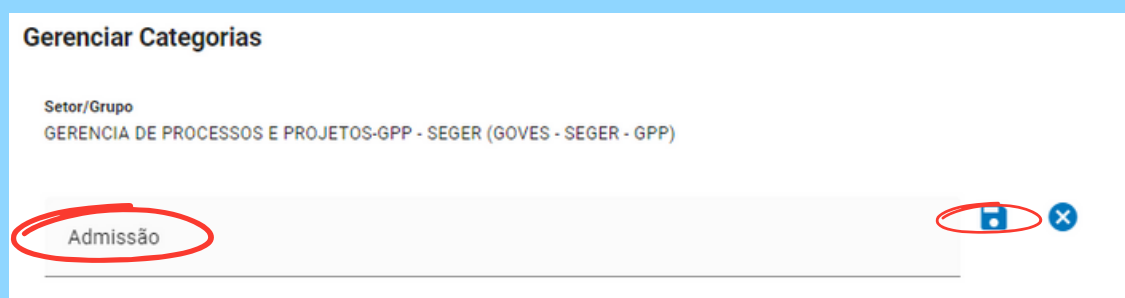 Gerenciar Categorias
Setor/Grupo
GERENCIA DE PROCESSOS E PROJETOS-GPP - SEGER (GOVES - SEGER - GPP)
Admissão